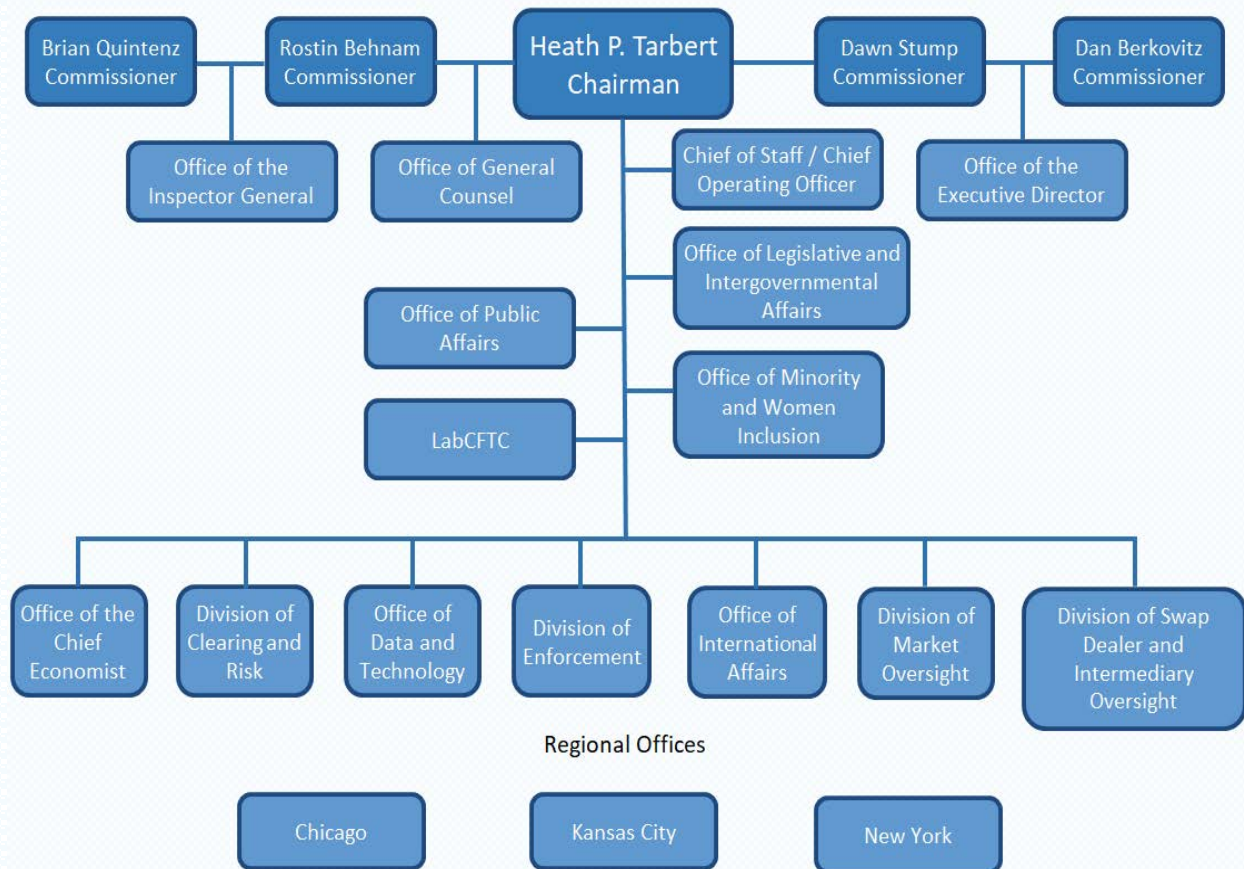 Brian Quintenz
Commissioner
Rostin Behnam
Commissioner
Heath P. Tarbert
Chairman
Dawn Stump
Commissioner
Dan Berkovitz
Commissioner
Office of the
Inspector General
Office of General
Counsel
Chief of Staff / Chief
Operating Officer
Office of the
Executive Director
Office of Legislative and
Intergovernmental
Affairs
Office of Public
Affairs
Office of Minority
and Women
Inclusion
LabCFTC
Office of the
Chief
Economist
Division of
Clearing and
Risk
Office of
Data and
Technology
Division of
Enforcement
Office of
International
Affairs
Division of
Market
Oversight
Division of Swap
Dealer and
Intermediary
Oversight
Regional Offices
Chicago
Kansas City
New York